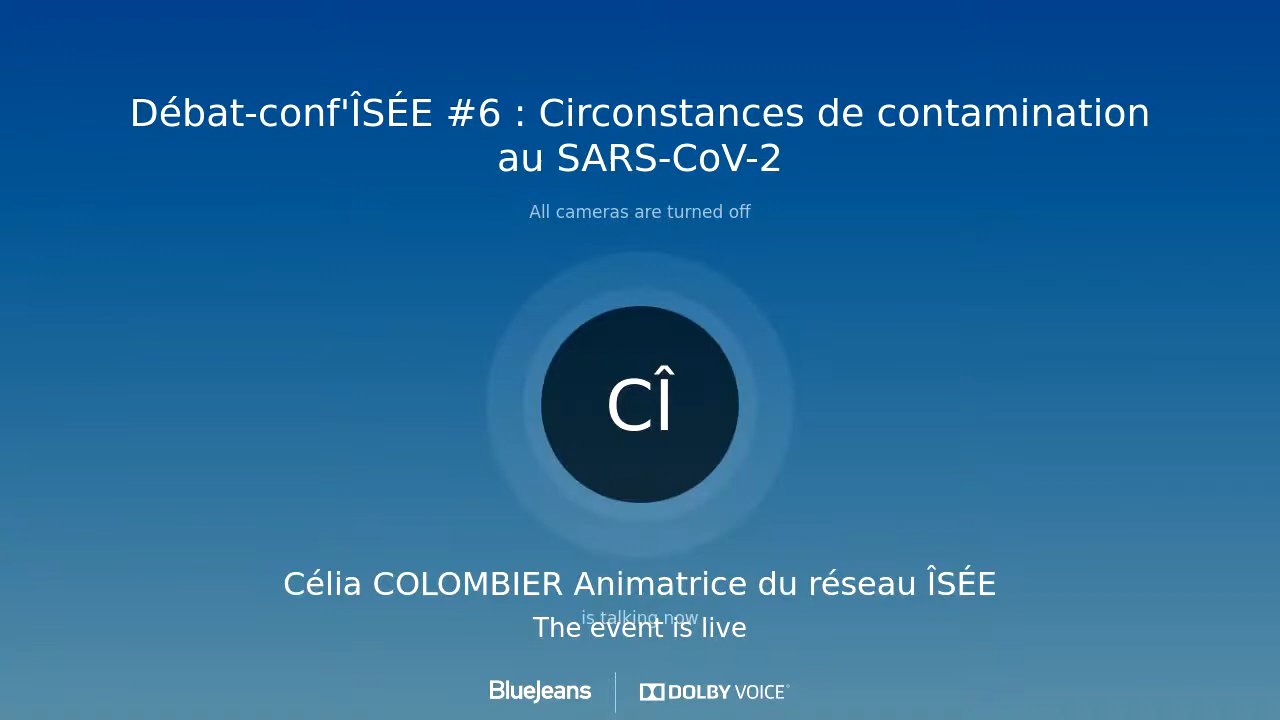 Débat-conf'ÎSÉE #6 : Circonstances de contamination
au SARS-CoV-2
All cameras are turned off
CÎ
Célia COLOMBIER Animatrice du réseau ÎSÉE
is talking now
The event is live
BlueJeans DOLBY VOICE